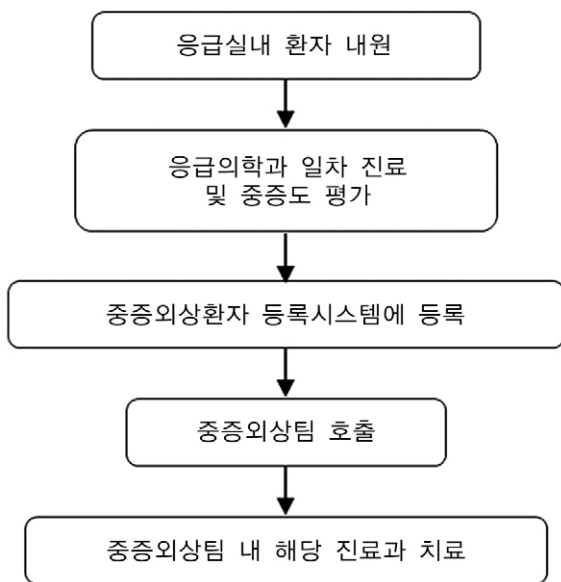 응급실내 환자 내원
응급의학과 일차 진료
및 중증도 평가
중증외상환자 등록시스템에 등록
중증외상팀 호출
중증외상팀 내 해당 진료과 치료